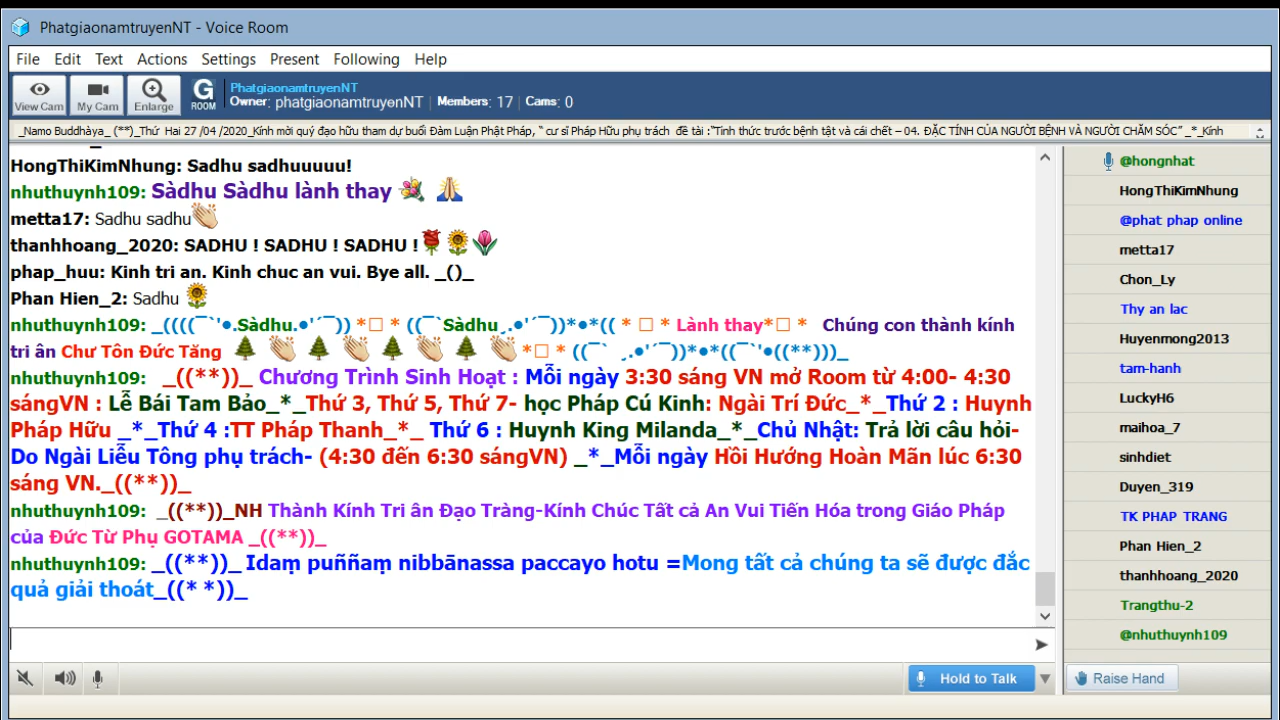 PhatgiaonamtruyenNT - Voice Room
File Edit Text Actions Settings Present Following Help
View Cam My Cam Enlarge G ROOM
PhatgiaonamtruyenNT
Owner: phatgiaonamtruyenNT | Members: 17 | Cams: 0
_Namo Buddhàya_ (**)_Thứ Hai 27 /04 /2020_Kính mời quý đạo hữu tham dự buổi Đàm Luận Phật Pháp, “ cư sĩ Pháp Hữu phụ trách đề tài :“Tỉnh thức trước bệnh tật và cái chết – 04. ĐẶC TÍNH CỦA NGƯỜI BỆNH VÀ NGƯỜI CHĂM SÓC” _*_Kính
HongThiKimNhung: Sadhu sadhuuuuu!
nhuthuynh109: Sàdhu Sàdhu lành thay
metta17: Sadhu sadhu
thanhhoang_2020: SADHU ! SADHU ! SADHU !
phap_huu: Kinh tri an. Kinh chuc an vui. Bye all. _()_
Phan Hien_2: Sadhu
nhuthuynh109: _((((¯`'•.Sàdhu.•'´¯)) *□ * ((¯`Sàdhu¸.•'´¯))*•*(( * □ * Lành thay*□ * Chúng con thành kính
tri ân Chư Tôn Đức Tăng *□ * ((¯` ¸.•'´¯))*•*((¯`'•((**)))_
nhuthuynh109: _((**))_ Chương Trình Sinh Hoạt : Mỗi ngày 3:30 sáng VN mở Room từ 4:00- 4:30
sángVN : Lễ Bái Tam Bảo_*_Thứ 3, Thứ 5, Thứ 7- học Pháp Cú Kinh: Ngài Trí Đức_*_Thứ 2 : Huynh
Pháp Hữu _*_Thứ 4 :TT Pháp Thanh_*_ Thứ 6 : Huynh King Milanda_*_Chủ Nhật: Trả lời câu hỏi-
Do Ngài Liễu Tông phụ trách- (4:30 đến 6:30 sángVN) _*_Mỗi ngày Hồi Hướng Hoàn Mãn lúc 6:30
sáng VN._((**))_
nhuthuynh109: _((**))_NH Thành Kính Tri ân Đạo Tràng-Kính Chúc Tất cả An Vui Tiến Hóa trong Giáo Pháp
của Đức Từ Phụ GOTAMA _((**))_
nhuthuynh109: _((**))_ Idaṃ puññaṃ nibbānassa paccayo hotu =Mong tất cả chúng ta sẽ được đắc
quả giải thoát_((* *))_
@hongnhat
HongThiKimNhung
@phat phap online
metta17
Chon_Ly
Thy an lac
Huyenmong2013
tam-hanh
LuckyH6
maihoa_7
sinhdiet
Duyen_319
TK PHAP TRANG
Phan Hien_2
thanhhoang_2020
Trangthu-2
@nhuthuynh109
Hold to Talk
Raise Hand